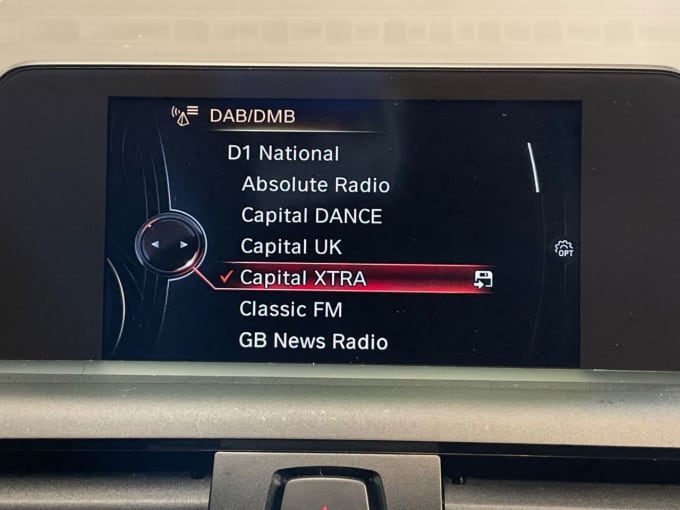 DAB/DMB
D1 National
Absolute Radio
Capital DANCE
Capital UK
Capital XTRA
Classic FM
GB News Radio
OPT